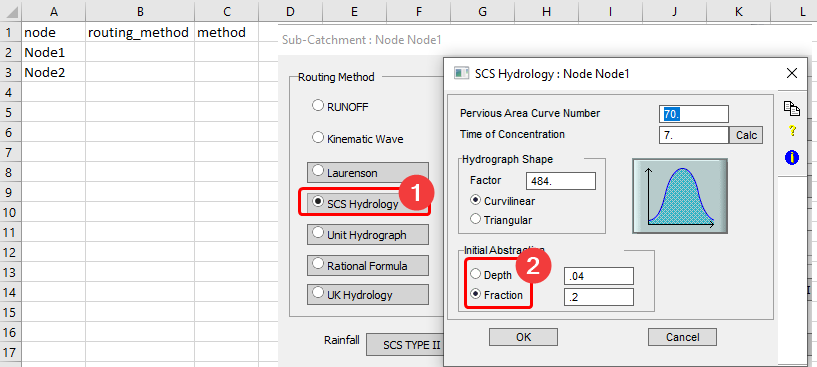 A B C D E F G H I J K L
1 node routing_method method
2 Node1
3 Node2
4
5
6
7
8
9
10
11
12
13
14
15
16
17
Sub-Catchment : Node Node1
Routing Method
RUNOFF
Kinematic Wave
Laurenson
SCS Hydrology
1
Unit Hydrograph
Rational Formula
UK Hydrology
Rainfall SCS TYPE II
SCS Hydrology : Node Node1
Pervious Area Curve Number 70.
Time of Concentration 7. Calc
Hydrograph Shape
Factor 484.
Curvilinear
Triangular
Initial Abstraction
2
Depth .04
Fraction .2
OK Cancel
?
i